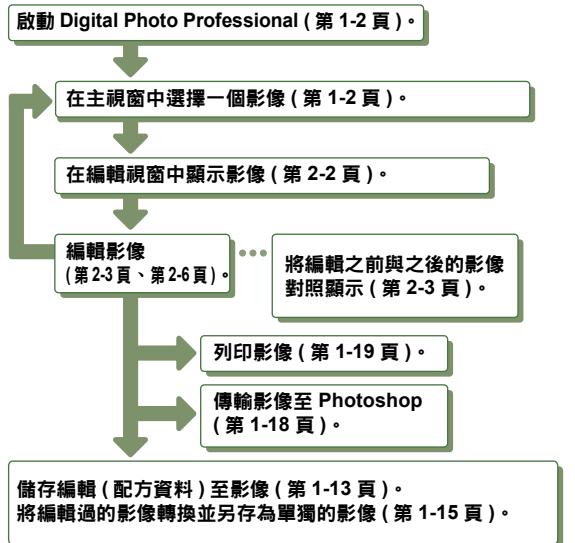 啟動 Digital Photo Professional ( 第 1-2 頁 )。
在主視窗中選擇一個影像 ( 第 1-2 頁 )。
在編輯視窗中顯示影像 ( 第 2-2 頁 )。
編輯影像
( 第 2-3 頁、第 2-6 頁 )。
將編輯之前與之後的影像
對照顯示 ( 第 2-3 頁 )。
列印影像 ( 第 1-19 頁 )。
傳輸影像至 Photoshop
( 第 1-18 頁 )。
儲存編輯 ( 配方資料 ) 至影像 ( 第 1-13 頁 )。
將編輯過的影像轉換並另存為單獨的影像 ( 第 1-15 頁 )。